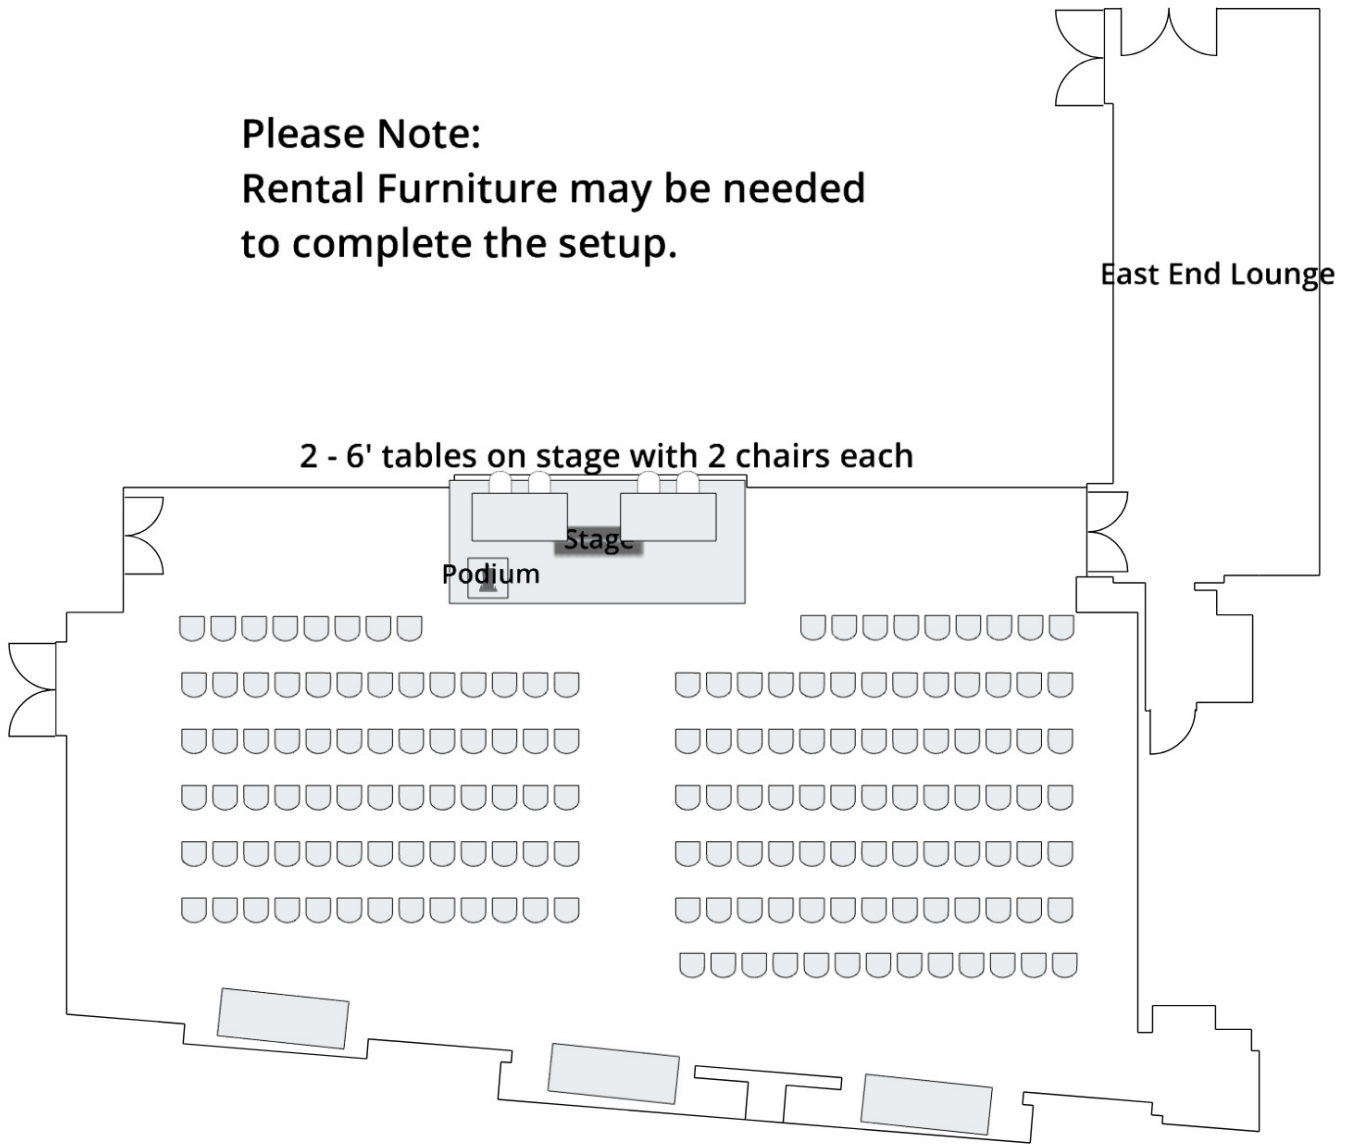 Please Note:
Rental Furniture may be needed
to complete the setup.
East End Lounge
2 - 6' tables on stage with 2 chairs each
Stage
Podium